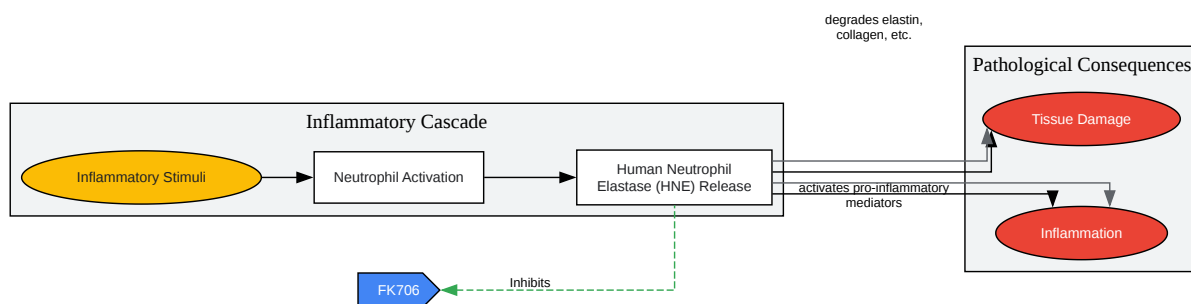 degrades elastin,
collagen, etc.
Pathological Consequences
Tissue Damage
Inflammatory Cascade
Inflammatory Stimuli
Neutrophil Activation
Human Neutrophil
Elastase (HNE) Release
activates pro-inflammatory
mediators
Inflammation
FK706
Inhibits